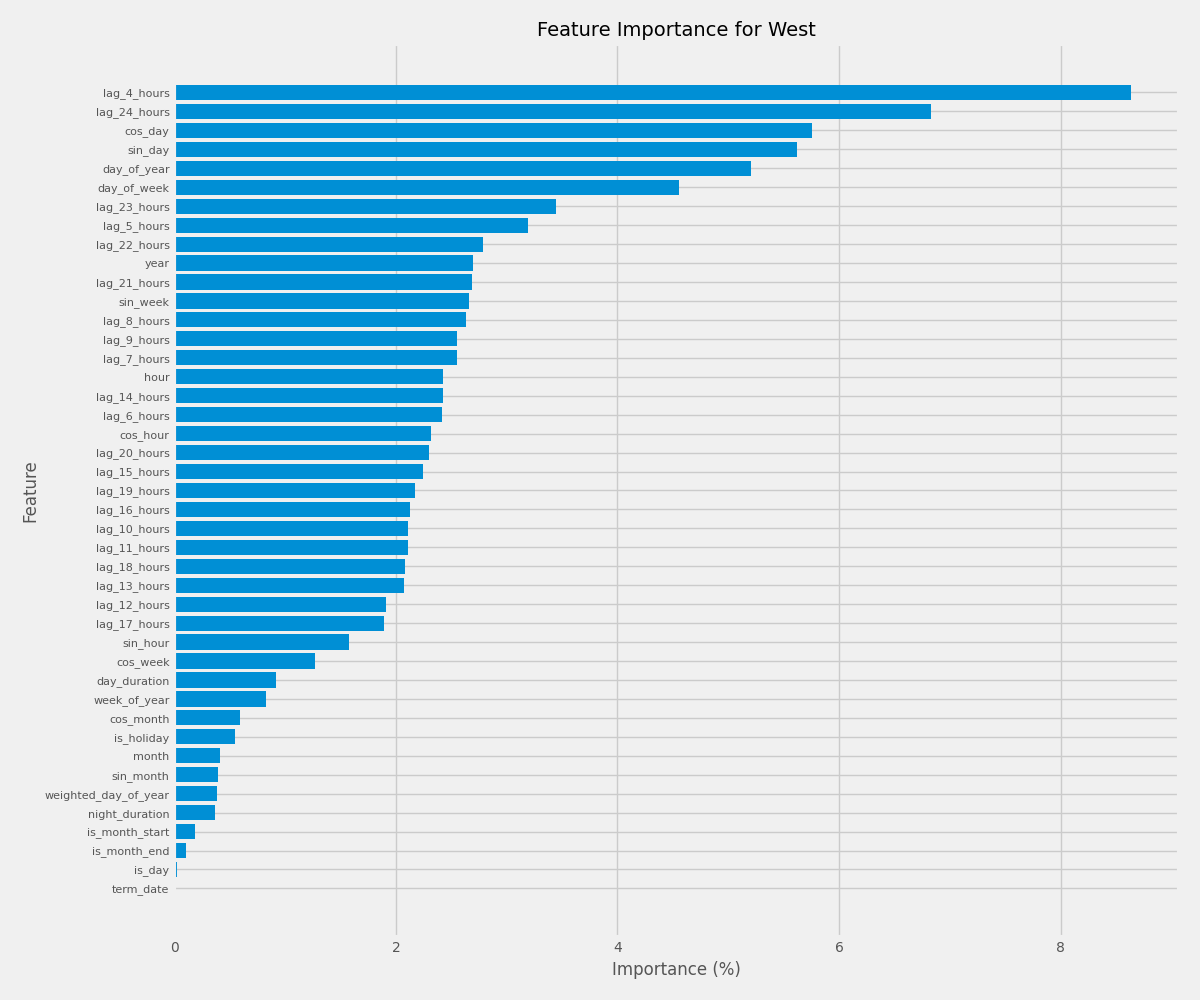 Feature Importance for West
lag_4_hours
lag_24_hours
cos_day
sin_day
day_of_year
day_of_week
lag_23_hours
lag_5_hours
lag_22_hours
year
lag_21_hours
sin_week
lag_8_hours
lag_9_hours
lag_7_hours
hour
lag_14_hours
lag_6_hours
cos_hour
lag_20_hours
lag_15_hours
lag_19_hours
lag_16_hours
lag_10_hours
lag_11_hours
lag_18_hours
lag_13_hours
lag_12_hours
lag_17_hours
sin_hour
cos_week
day_duration
week_of_year
cos_month
is_holiday
month
sin_month
weighted_day_of_year
night_duration
is_month_start
is_month_end
is_day
term_date
Feature
0 2 4 6 8
Importance (%)